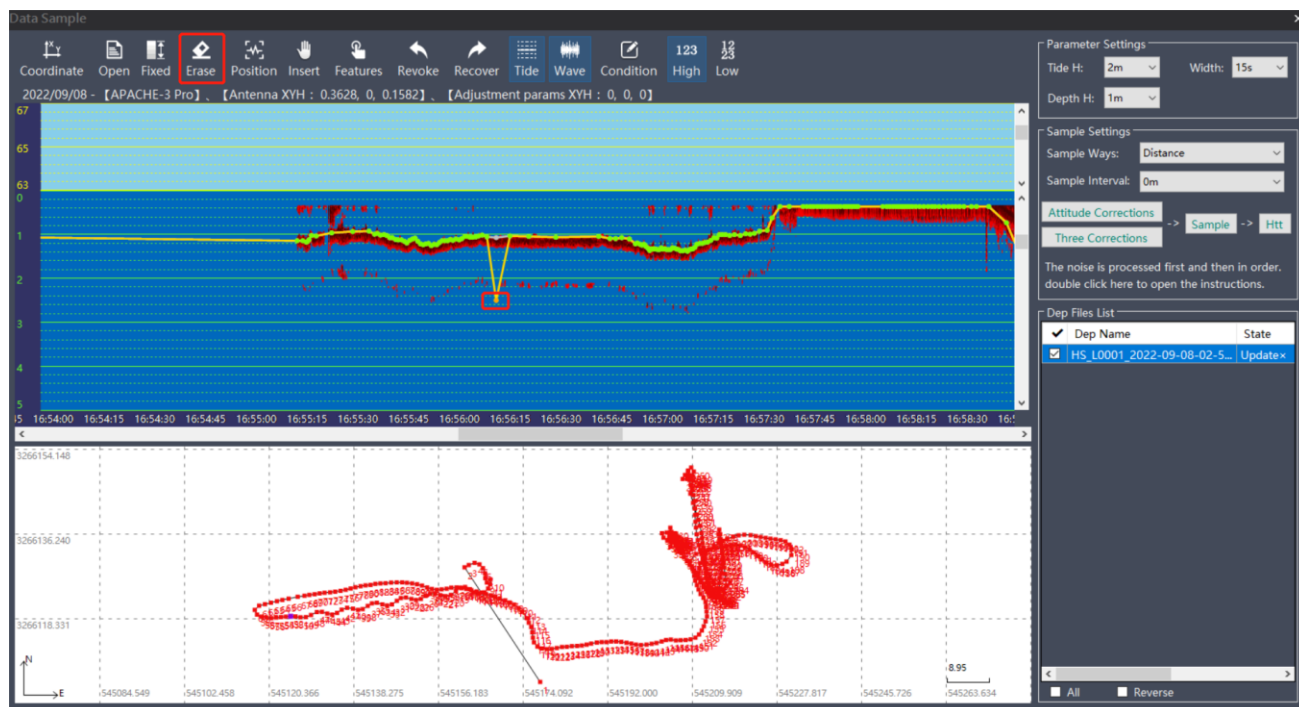 Data Sample
Coordinate Open Fixed Erase Position Insert Features Revoke Recover Tide Wave Condition 123 High 12 23 Low
2022/09/08 - 【APACHE-3 Pro】、【Antenna XYH : 0.3628, 0, 0.1582】、【Adjustment params XYH : 0, 0, 0】
67
65
63
0
1
2
3
4
5
16:54:00 16:54:15 16:54:30 16:54:45 16:55:00 16:55:15 16:55:30 16:55:45 16:56:00 16:56:15 16:56:30 16:56:45 16:57:00 16:57:15 16:57:30 16:57:45 16:58:00 16:58:15 16:58:30
3266154.148
3266136.240
3266118.331
N
E
545084.549 545102.458 545120.366 545138.275 545156.183 545174.092 545192.000 545209.909 545227.817 545245.726 545263.634
8.95
Parameter Settings
Tide H: 2m Width: 15s
Depth H: 1m
Sample Settings
Sample Ways: Distance
Sample Interval: 0m
Attitude Corrections
Three Corrections
-> Sample -> Htt
The noise is processed first and then in order.
double click here to open the instructions.
Dep Files List
Dep Name State
HS_L0001_2022-09-08-02-5... Update×
All Reverse